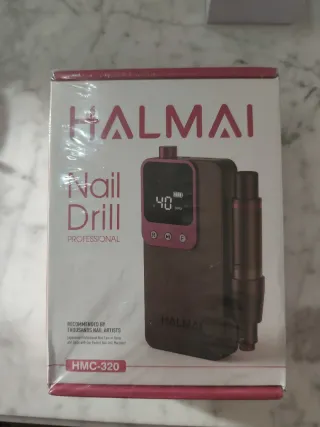 HALMAI
Nail
Drill
PROFESSIONAL
40
HALMAI
RECOMMENDED BY
THOUSANDS NAIL ARTISTS
HMC-320